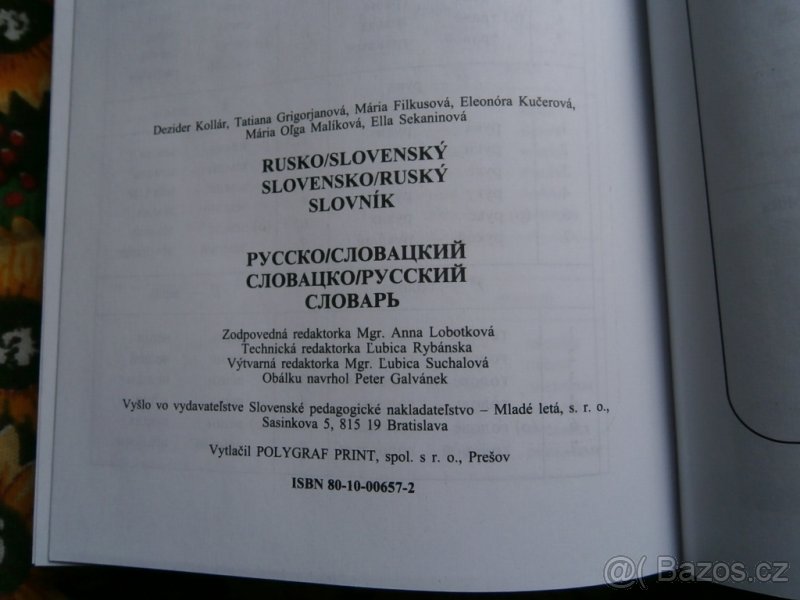 Dezider Kollár, Tatiana Grigorjanová, Mária Filkusová, Eleonóra Kučerová,
Mária Oľga Malíková, Ella Sekaninová
RUSKO/SLOVENSKÝ
SLOVENSKO/RUSKÝ
SLOVNÍK
РУССКО/СЛОВАЦКИЙ
СЛОВАЦКО/РУССКИЙ
СЛОВАРЬ
Zodpovedná redaktorka Mgr. Anna Lobotková
Technická redaktorka Ľubica Rybánska
Výtvarná redaktorka Mgr. Ľubica Suchalová
Obálku navrhol Peter Galvánek
Vyšlo vo vydavateľstve Slovenské pedagogické nakladateľstvo – Mladé letá, s. r. o.,
Sasinkova 5, 815 19 Bratislava
Vytlačil POLYGRAF PRINT, spol. s r. o., Prešov
ISBN 80-10-00657-2
Bazos.cz